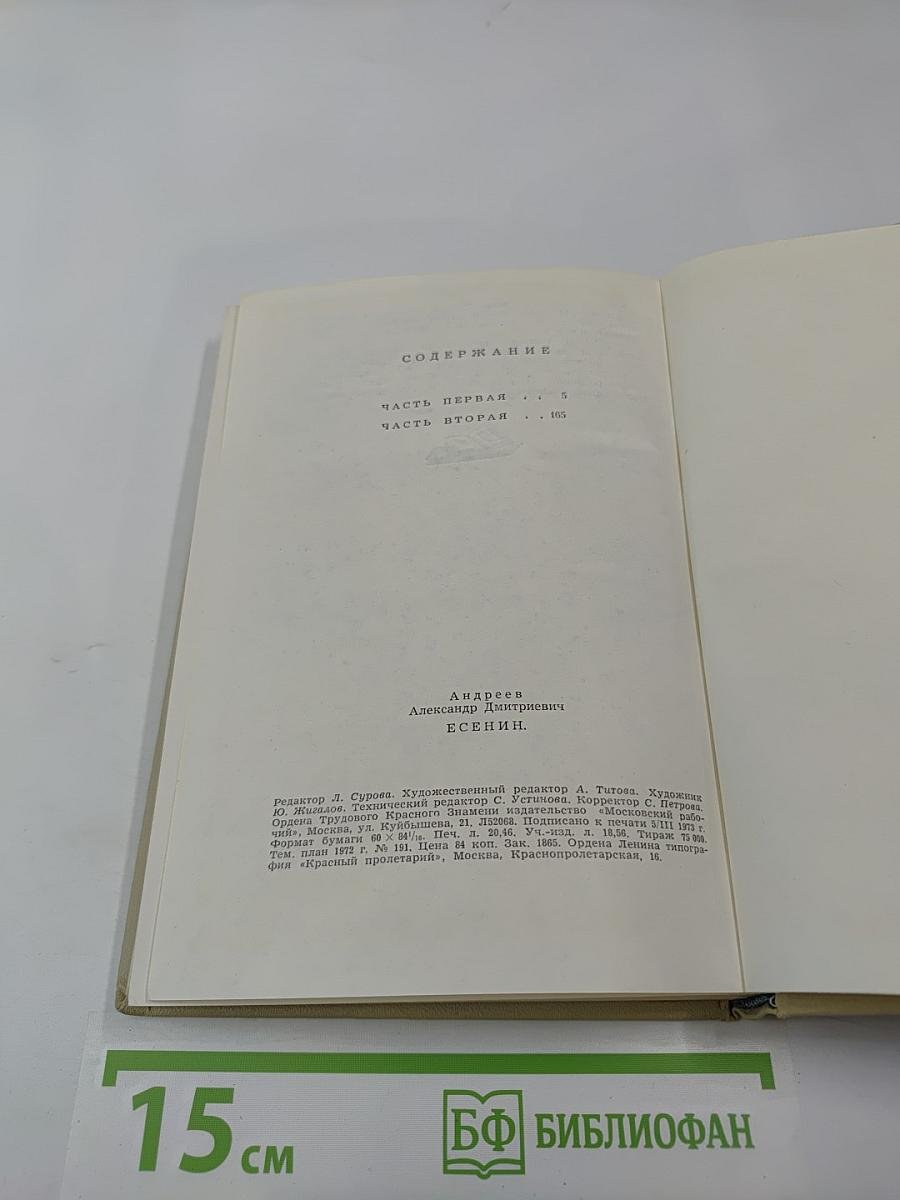 СОДЕРЖАНИЕ
ЧАСТЬ ПЕРВАЯ . . 5
ЧАСТЬ ВТОРАЯ . . 165
Андреев
Александр Дмитриевич
ЕСЕНИН.
Редактор Л. Сурова. Художественный редактор А. Титова. Художник
Ю. Жигалов. Технический редактор С. Устинова. Корректор С. Петрова.
Ордена Трудового Красного Знамени издательство «Московский рабо-
чий», Москва, ул. Куйбышева, 21. Л52068. Подписано к печати 5/III 1973 г.
Формат бумаги 60 × 84¹/₁₆. Печ. л. 20,46. Уч.-изд. л. 18,56. Тираж 75 000.
Тем. план 1972 г. № 191. Цена 84 коп. Зак. 1865. Ордена Ленина типогра-
фия «Красный пролетарий», Москва, Краснопролетарская, 16.
15 см
БФ БИБЛИОФАН